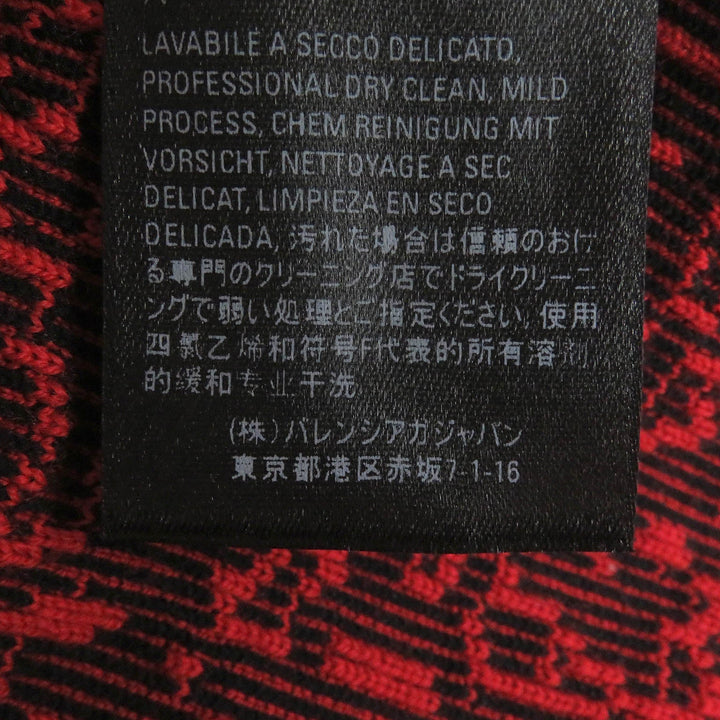 LAVABILE A SECCO DELICATO,
PROFESSIONAL DRY CLEAN, MILD
PROCESS, CHEM REINIGUNG MIT
VORSICHT, NETTOYAGE A SEC
DELICAT, LIMPIEZA EN SECO
DELICADA, 汚れた場合は信頼のおけ
る専門のクリーニング店でドライクリーニ
ングで弱い処理とご指定ください, 使用
四氯乙烯和符号F代表的所有溶剂
的缓和专业干洗
(株) バレンシアガジャパン
東京都港区赤坂7-1-16